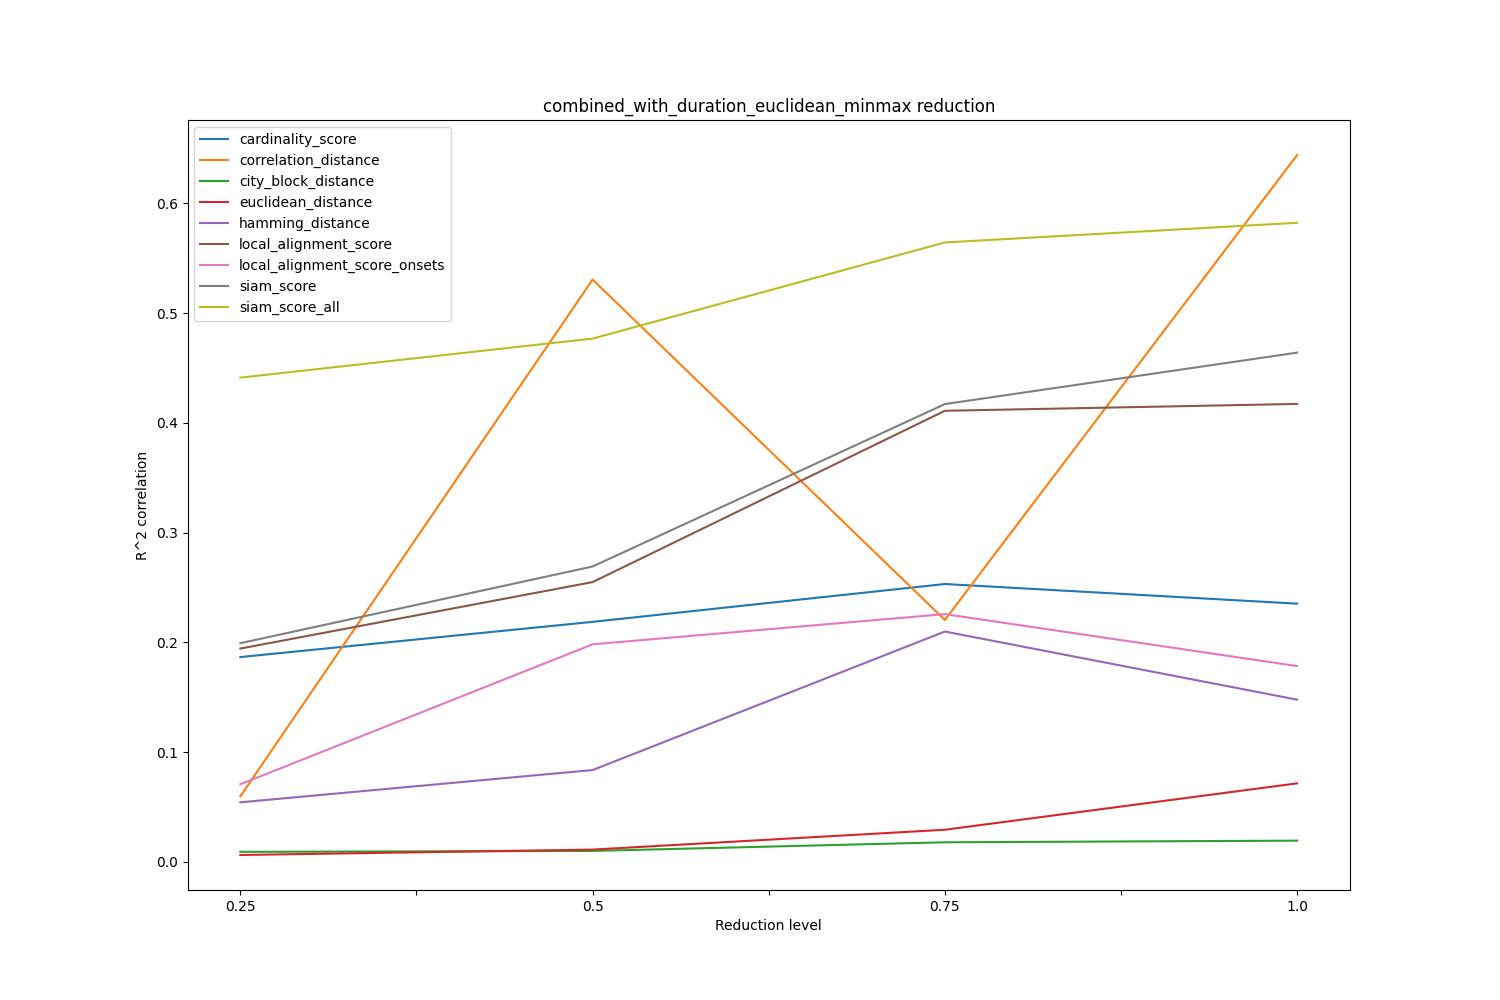 combined_with_duration_euclidean_minmax reduction
cardinality_score
correlation_distance
city_block_distance
euclidean_distance
hamming_distance
local_alignment_score
local_alignment_score_onsets
siam_score
siam_score_all
0.6
0.5
0.4
0.3
0.2
0.1
0.0
R^2 correlation
0.25 0.5 0.75 1.0
Reduction level